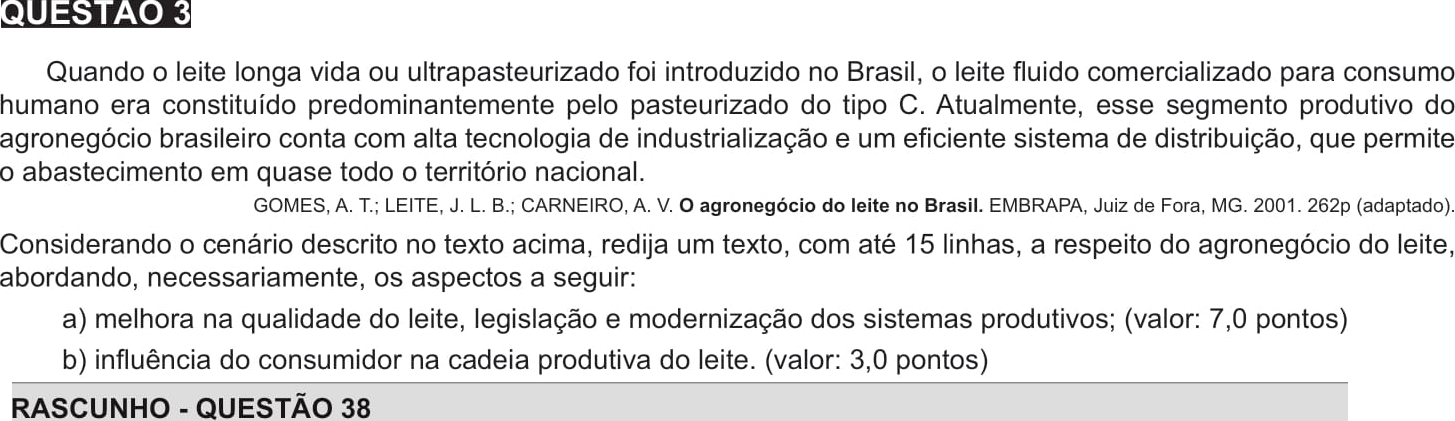 QUESTÃO 3
Quando o leite longa vida ou ultrapasteurizado foi introduzido no Brasil, o leite fluido comercializado para consumo
humano era constituído predominantemente pelo pasteurizado do tipo C. Atualmente, esse segmento produtivo do
agronegócio brasileiro conta com alta tecnologia de industrialização e um eficiente sistema de distribuição, que permite
o abastecimento em quase todo o território nacional.
GOMES, A. T.; LEITE, J. L. B.; CARNEIRO, A. V. O agronegócio do leite no Brasil. EMBRAPA, Juiz de Fora, MG. 2001. 262p (adaptado).
Considerando o cenário descrito no texto acima, redija um texto, com até 15 linhas, a respeito do agronegócio do leite,
abordando, necessariamente, os aspectos a seguir:
a) melhora na qualidade do leite, legislação e modernização dos sistemas produtivos; (valor: 7,0 pontos)
b) influência do consumidor na cadeia produtiva do leite. (valor: 3,0 pontos)
RASCUNHO - QUESTÃO 38